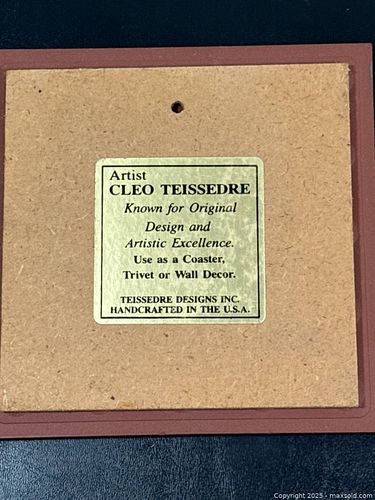 Artist
CLEO TEISSEDRE
Known for Original
Design and
Artistic Excellence.
Use as a Coaster,
Trivet or Wall Decor.
TEISSEDRE DESIGNS INC.
HANDCRAFTED IN THE U.S.A.
Copyright 2025 - maxsold.com